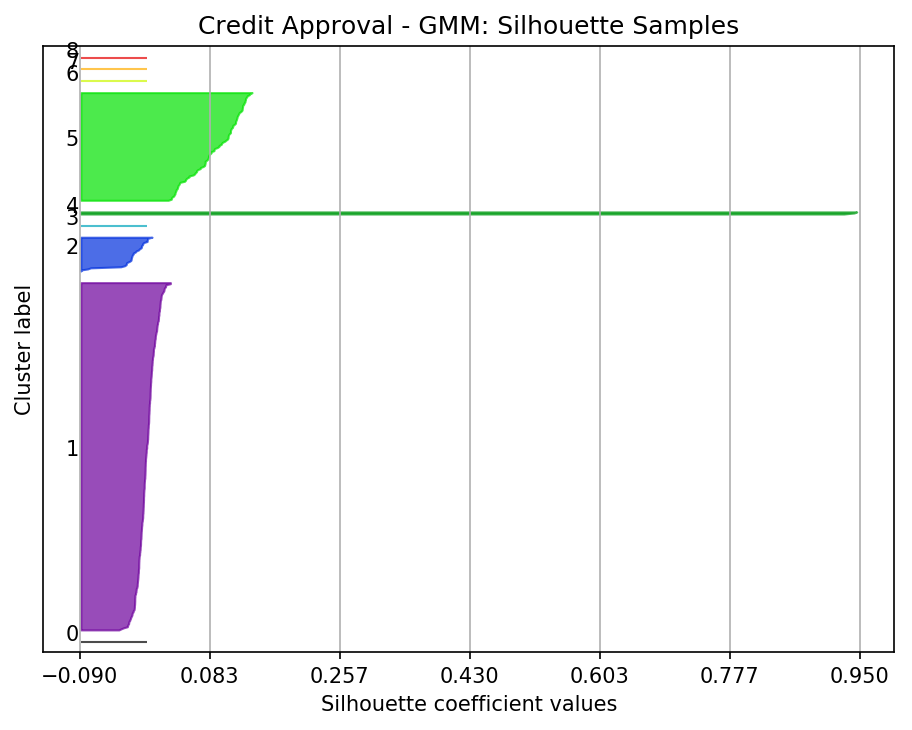 Credit Approval - GMM: Silhouette Samples
8
7
6
5
4
3
2
1
0
Cluster label
−0.090 0.083 0.257 0.430 0.603 0.777 0.950
Silhouette coefficient values